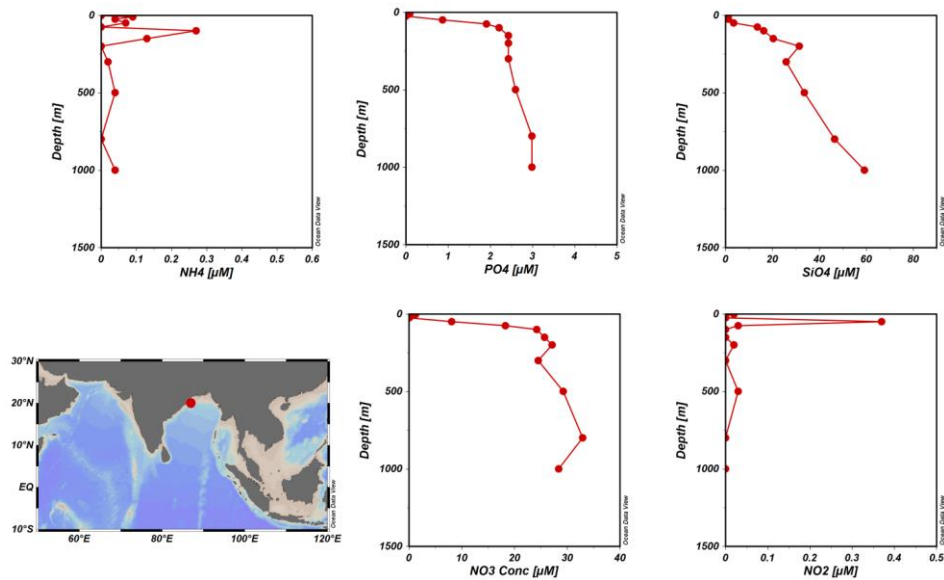 0
500
1000
1500
Depth [m]
0 0.1 0.2 0.3 0.4 0.5 0.6
NH4 [µM]
Ocean Data View
0
500
1000
1500
Depth [m]
0 1 2 3 4 5
PO4 [µM]
Ocean Data View
0
500
1000
1500
Depth [m]
0 20 40 60 80
SiO4 [µM]
Ocean Data View
30°N
20°N
10°N
EQ
10°S
60°E 80°E 100°E 120°E
Ocean Data View
0
500
1000
1500
Depth [m]
0 10 20 30 40
NO3 Conc [µM]
Ocean Data View
0
500
1000
1500
Depth [m]
0 0.1 0.2 0.3 0.4 0.5
NO2 [µM]
Ocean Data View